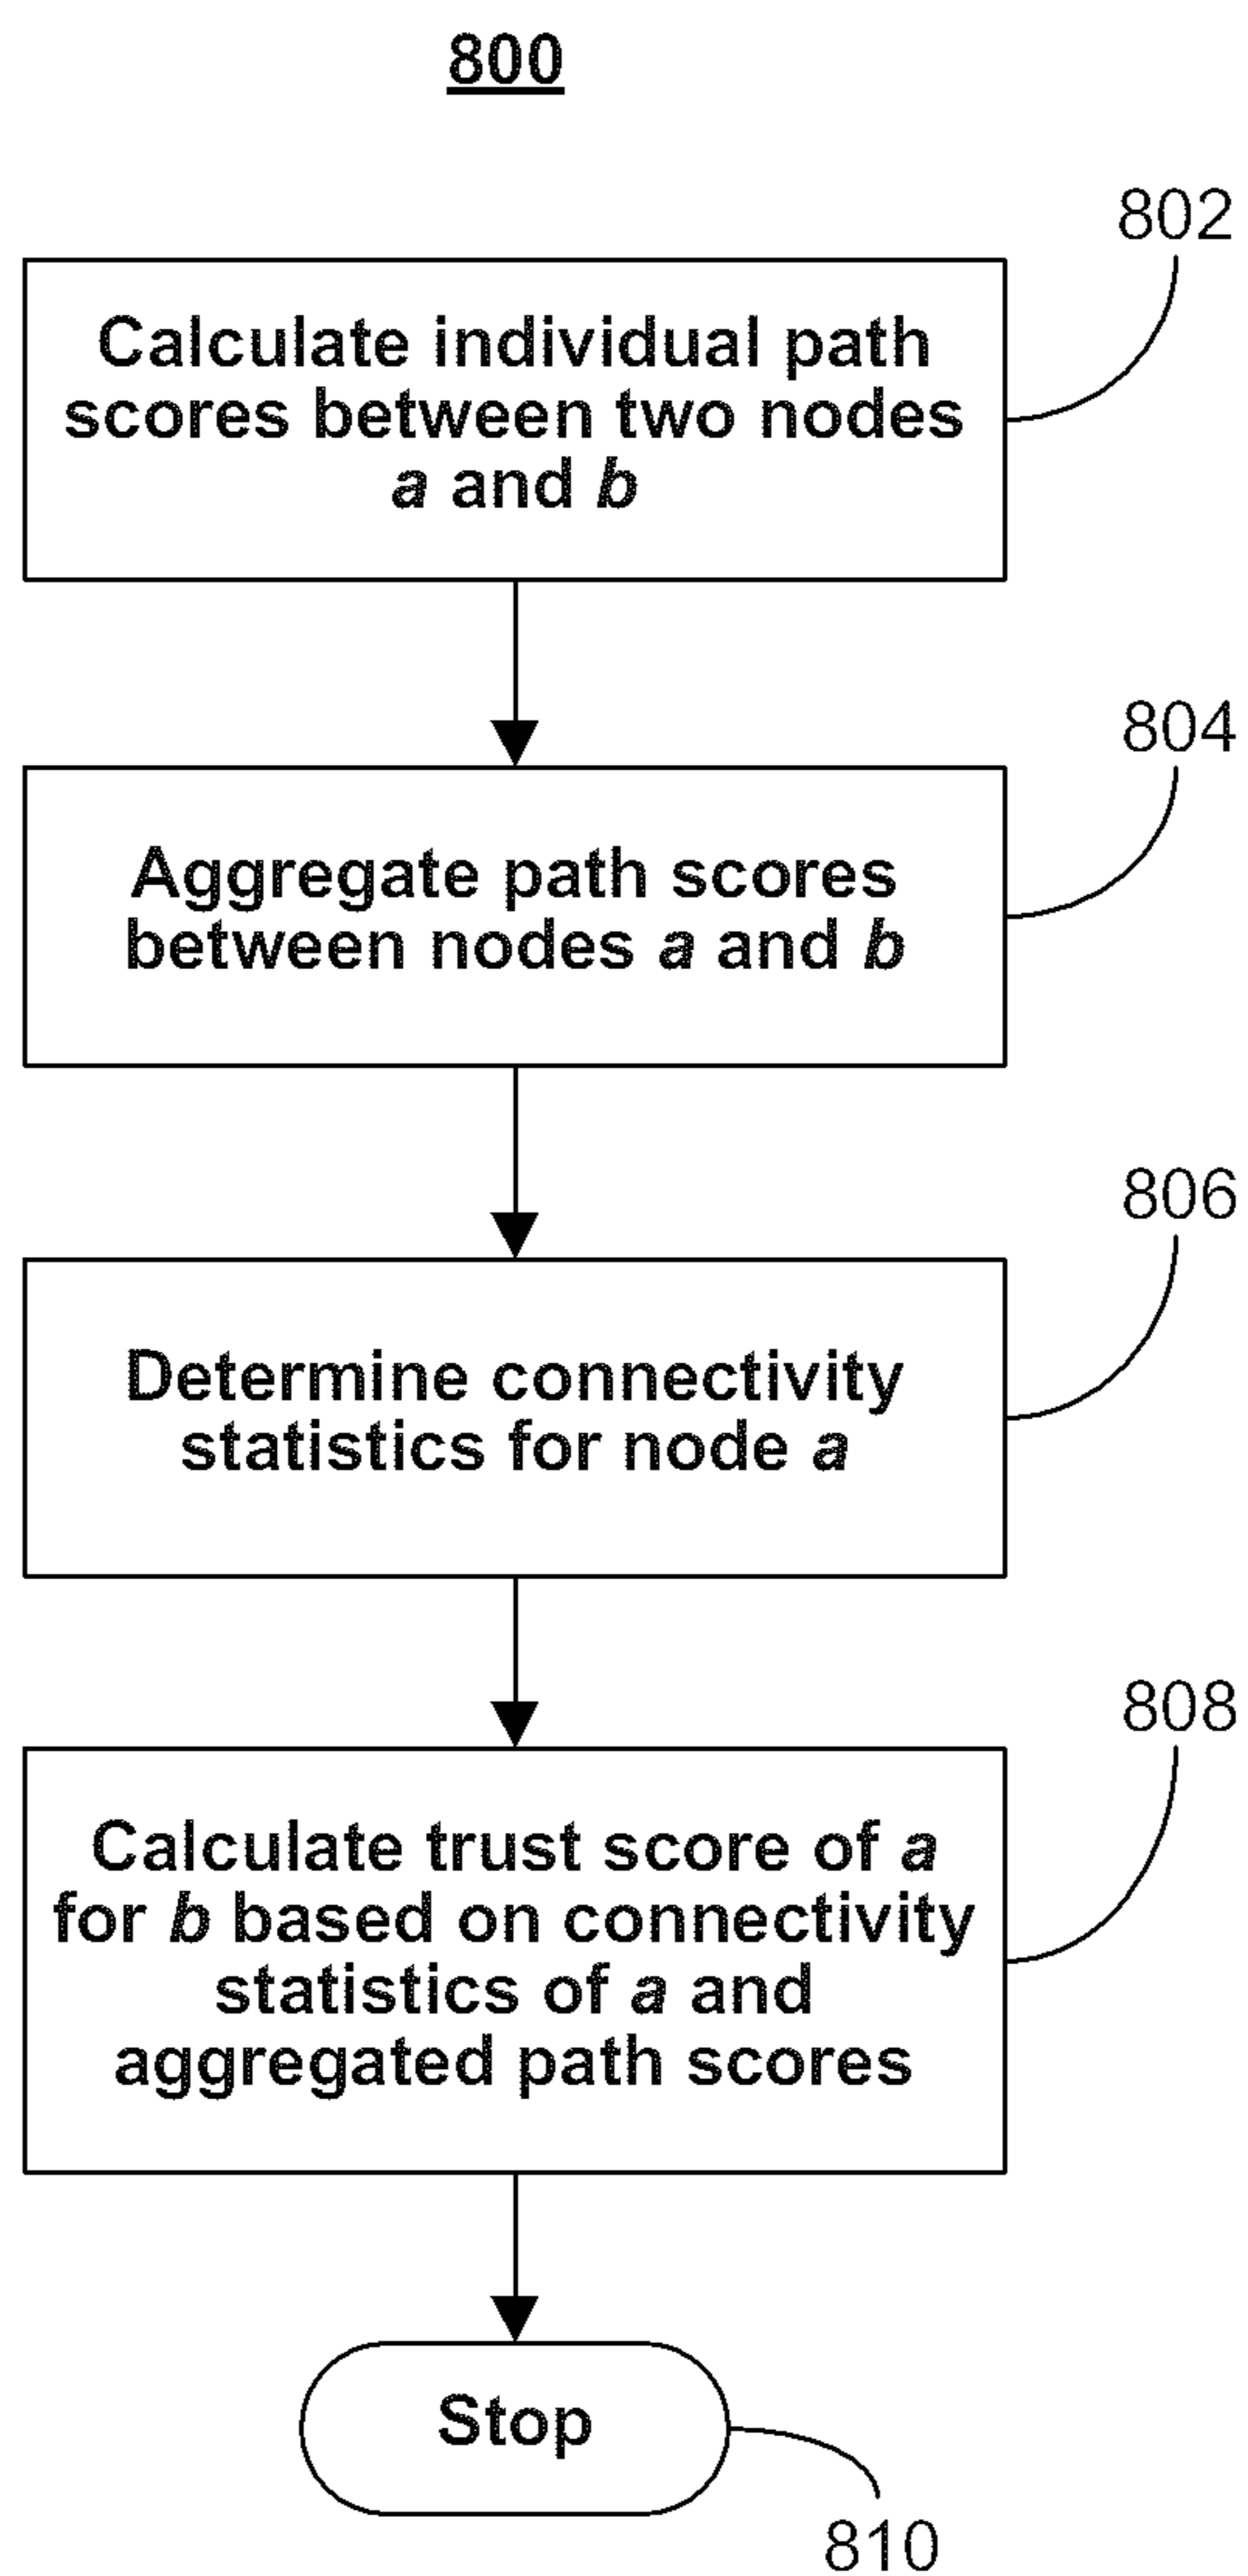 800
802
Calculate individual path
scores between two nodes
a and b
804
Aggregate path scores
between nodes a and b
806
Determine connectivity
statistics for node a
808
Calculate trust score of a
for b based on connectivity
statistics of a and
aggregated path scores
Stop
810